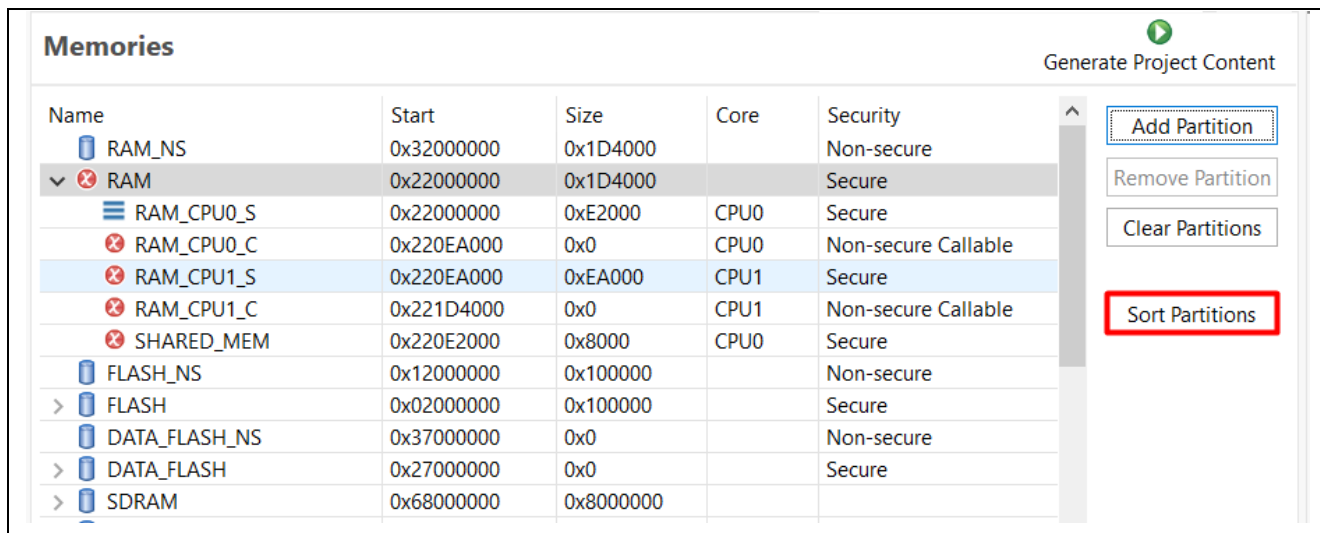 Memories
Generate Project Content
Name Start Size Core Security
RAM_NS 0x32000000 0x1D4000 Non-secure
RAM 0x22000000 0x1D4000 Secure
RAM_CPU0_S 0x22000000 0xE2000 CPU0 Secure
RAM_CPU0_C 0x220EA000 0x0 CPU0 Non-secure Callable
RAM_CPU1_S 0x220EA000 0xEA000 CPU1 Secure
RAM_CPU1_C 0x221D4000 0x0 CPU1 Non-secure Callable
SHARED_MEM 0x220E2000 0x8000 CPU0 Secure
FLASH_NS 0x12000000 0x100000 Non-secure
FLASH 0x02000000 0x100000 Secure
DATA_FLASH_NS 0x37000000 0x0 Non-secure
DATA_FLASH 0x27000000 0x0 Secure
SDRAM 0x68000000 0x8000000
Add Partition
Remove Partition
Clear Partitions
Sort Partitions